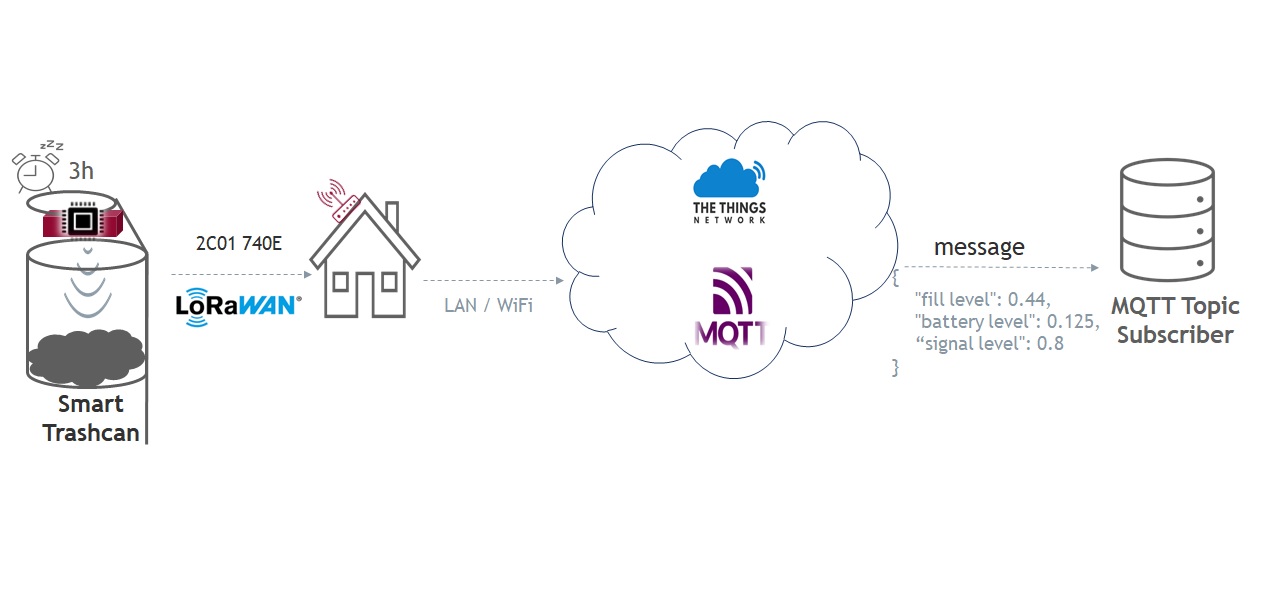 zzZ
3h
Smart
Trashcan
2C01 740E
LoRaWAN®
LAN / WiFi
THE THINGS
NETWORK
MQTT
message
{
"fill level": 0.44,
"battery level": 0.125,
“signal level": 0.8
}
MQTT Topic
Subscriber